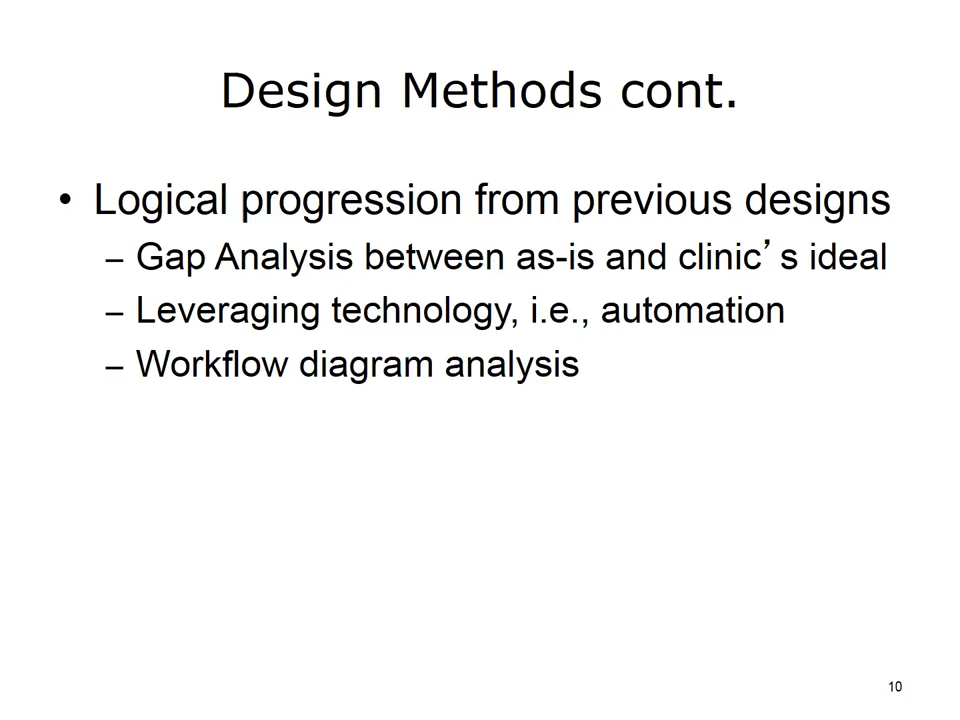 Design Methods cont.
• Logical progression from previous designs
– Gap Analysis between as-is and clinic’s ideal
– Leveraging technology, i.e., automation
– Workflow diagram analysis
10